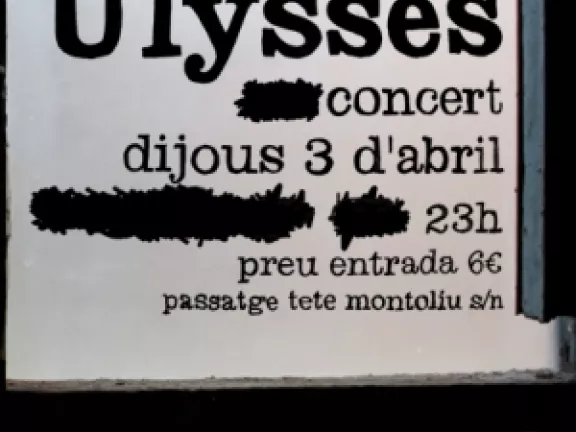 Ulysses
concert
dijous 3 d'abril
23h
preu entrada 6€
passatge tete montoliu s/n